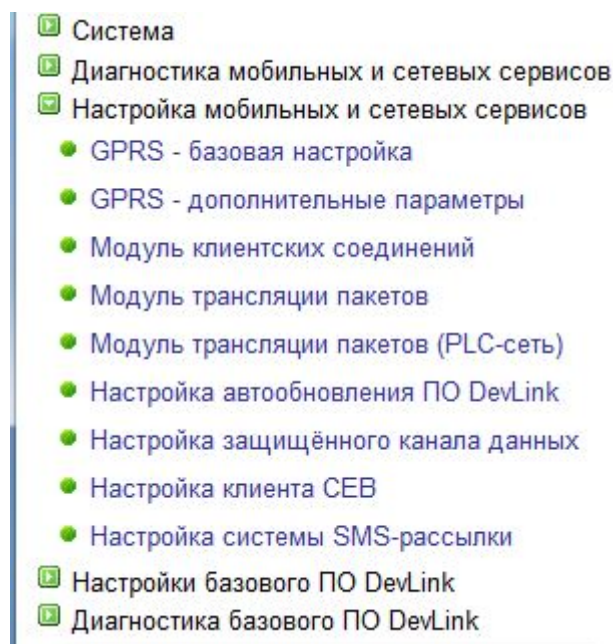 Система
Диагностика мобильных и сетевых сервисов
Настройка мобильных и сетевых сервисов
GPRS - базовая настройка
GPRS - дополнительные параметры
Модуль клиентских соединений
Модуль трансляции пакетов
Модуль трансляции пакетов (PLC-сеть)
Настройка автообновления ПО DevLink
Настройка защищённого канала данных
Настройка клиента СЕВ
Настройка системы SMS-рассылки
Настройки базового ПО DevLink
Диагностика базового ПО DevLink